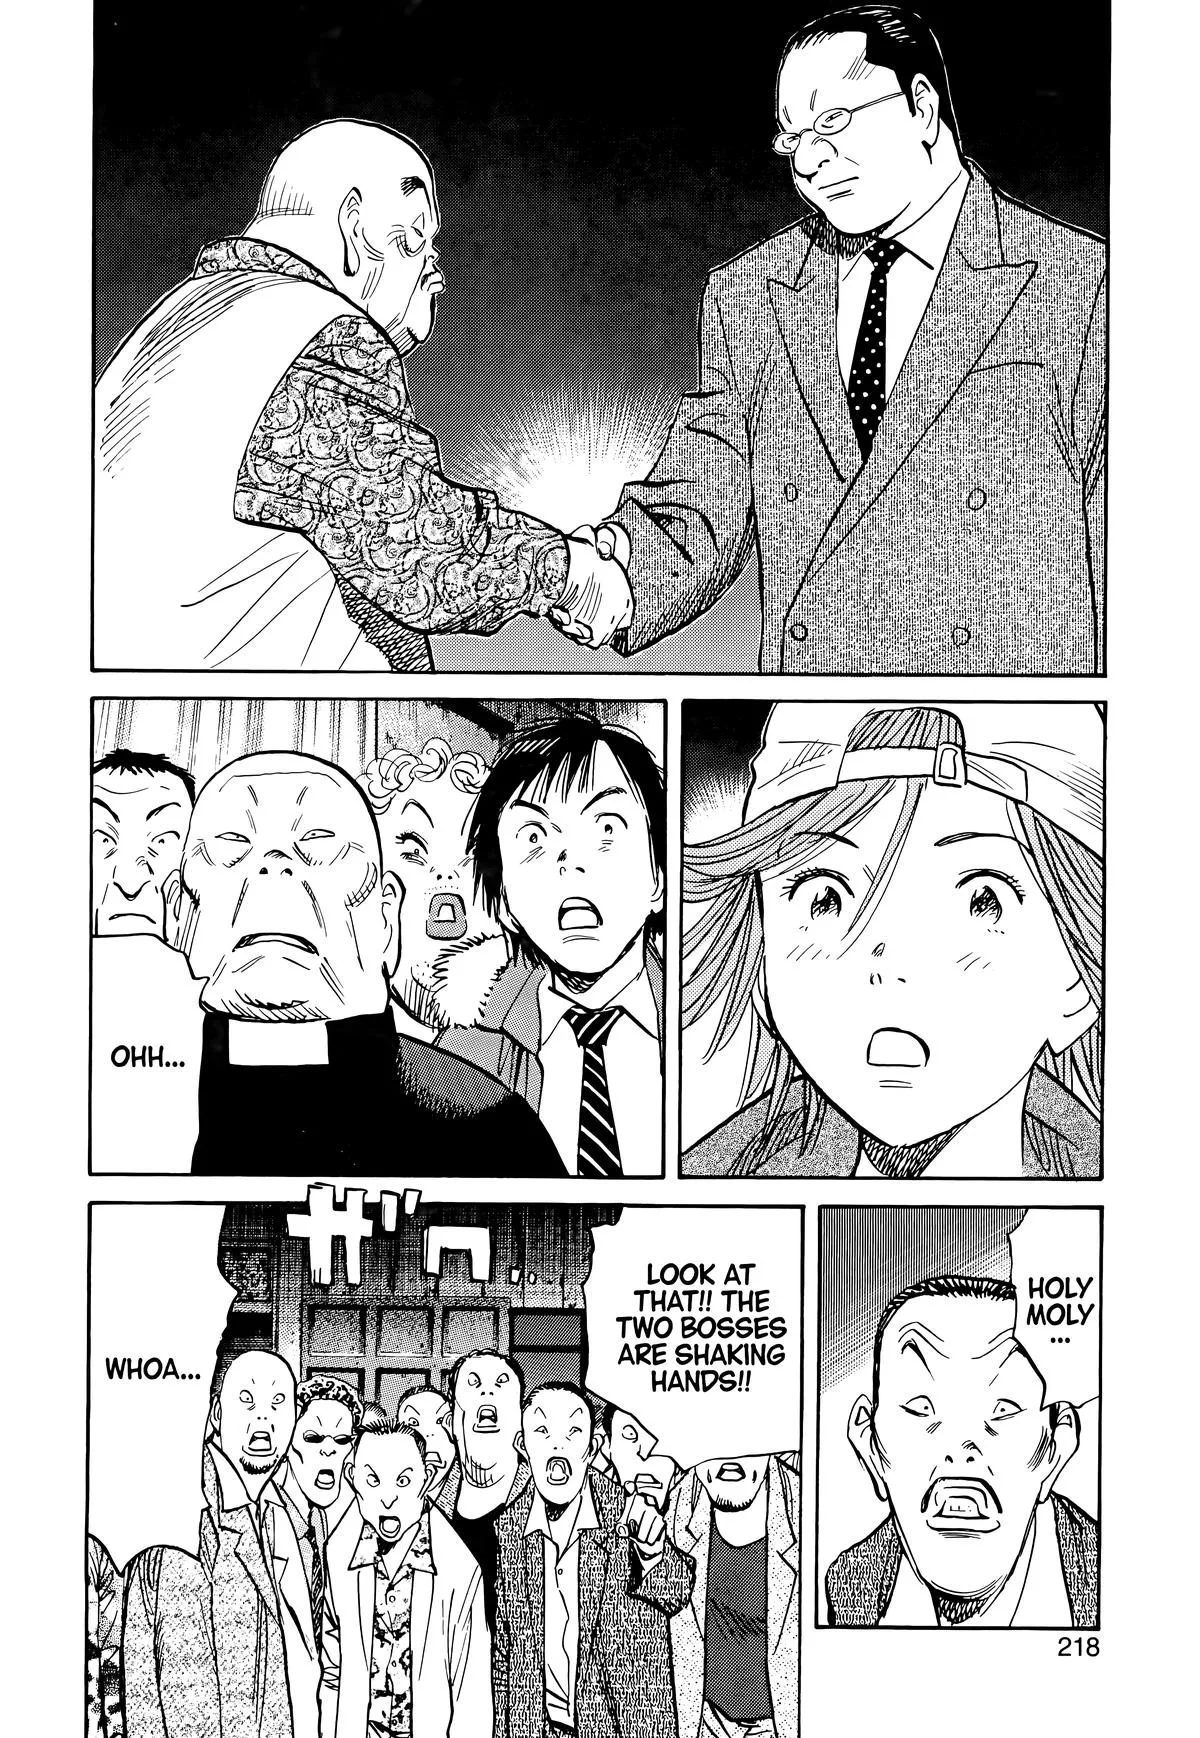 OHH...
HOLY
MOLY
...
LOOK AT
THAT!! THE
TWO BOSSES
ARE SHAKING
HANDS!!
ザワ...
WHOA...
218